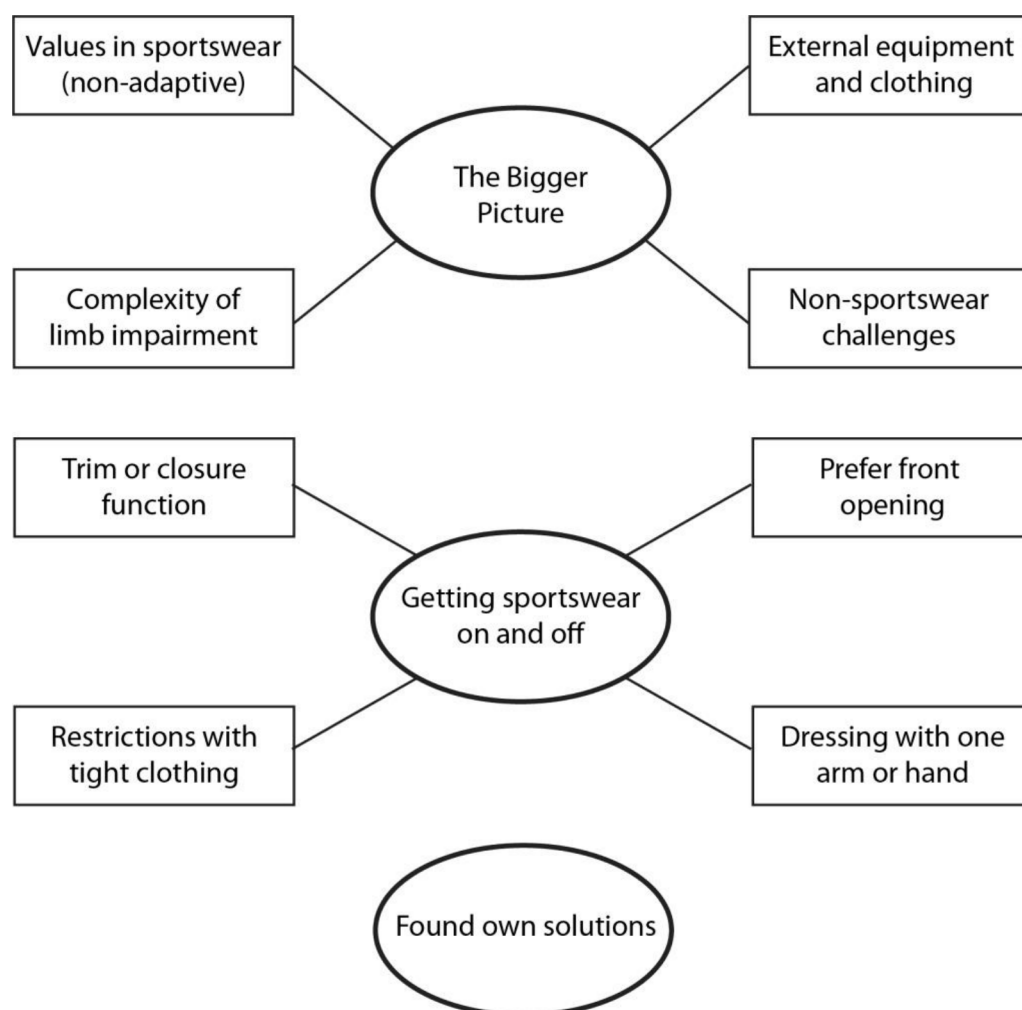 Values in sportswear
(non-adaptive)
External equipment
and clothing
The Bigger
Picture
Complexity of
limb impairment
Non-sportswear
challenges
Trim or closure
function
Prefer front
opening
Getting sportswear
on and off
Restrictions with
tight clothing
Dressing with one
arm or hand
Found own solutions